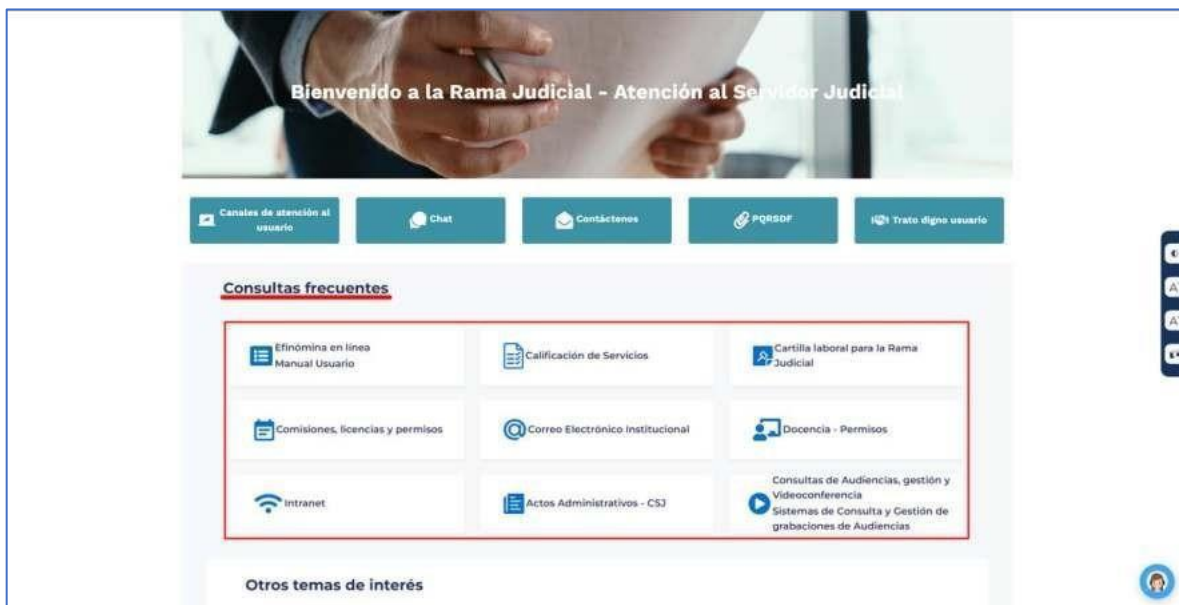 Bienvenido a la Rama Judicial - Atención al Servidor Judicial
Canales de atención al
usuario
Chat
Contáctenos
PQRSDF
Trato digno usuario
Consultas frecuentes
Efinómina en línea
Manual Usuario
Calificación de Servicios
Cartilla laboral para la Rama
Judicial
Comisiones, licencias y permisos
Correo Electrónico Institucional
Docencia - Permisos
Intranet
Actos Administrativos - CSJ
Consultas de Audiencias, gestión y
Videoconferencia
Sistemas de Consulta y Gestión de
grabaciones de Audiencias
Otros temas de interés